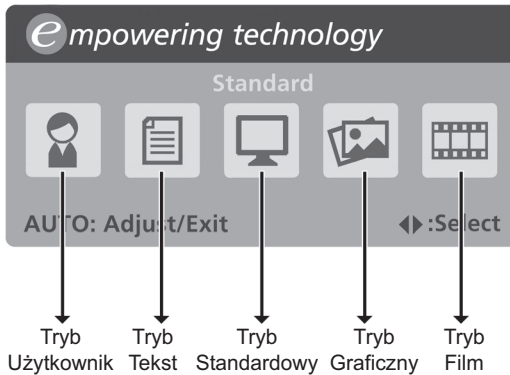 empowering technology
Standard
AUTO: Adjust/Exit ◀▶:Select
Tryb Tryb Tryb Tryb Tryb
Użytkownik Tekst Standardowy Graficzny Film